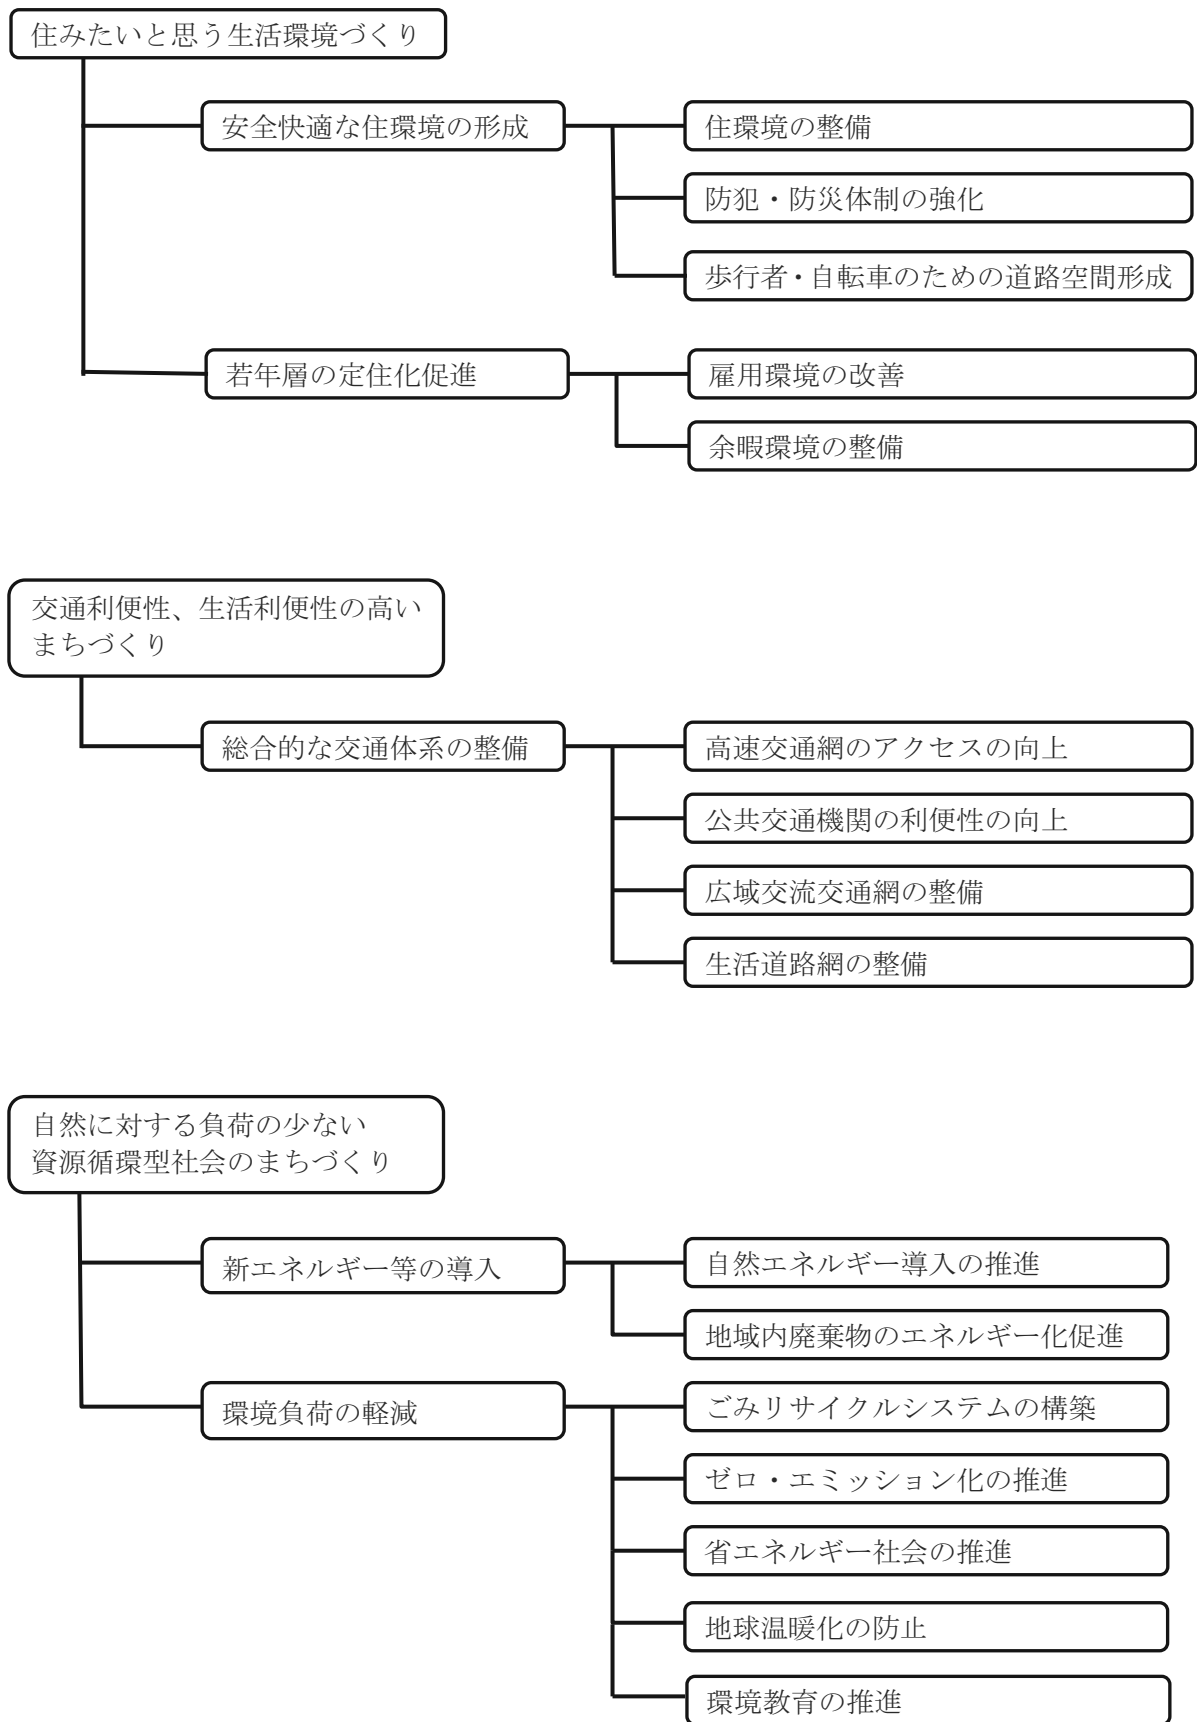 住みたいと思う生活環境づくり
安全快適な住環境の形成
住環境の整備
防犯・防災体制の強化
歩行者・自転車のための道路空間形成
若年層の定住化促進
雇用環境の改善
余暇環境の整備
交通利便性、生活利便性の高い
まちづくり
総合的な交通体系の整備
高速交通網のアクセスの向上
公共交通機関の利便性の向上
広域交流交通網の整備
生活道路網の整備
自然に対する負荷の少ない
資源循環型社会のまちづくり
新エネルギー等の導入
自然エネルギー導入の推進
地域内廃棄物のエネルギー化促進
環境負荷の軽減
ごみリサイクルシステムの構築
ゼロ・エミッション化の推進
省エネルギー社会の推進
地球温暖化の防止
環境教育の推進